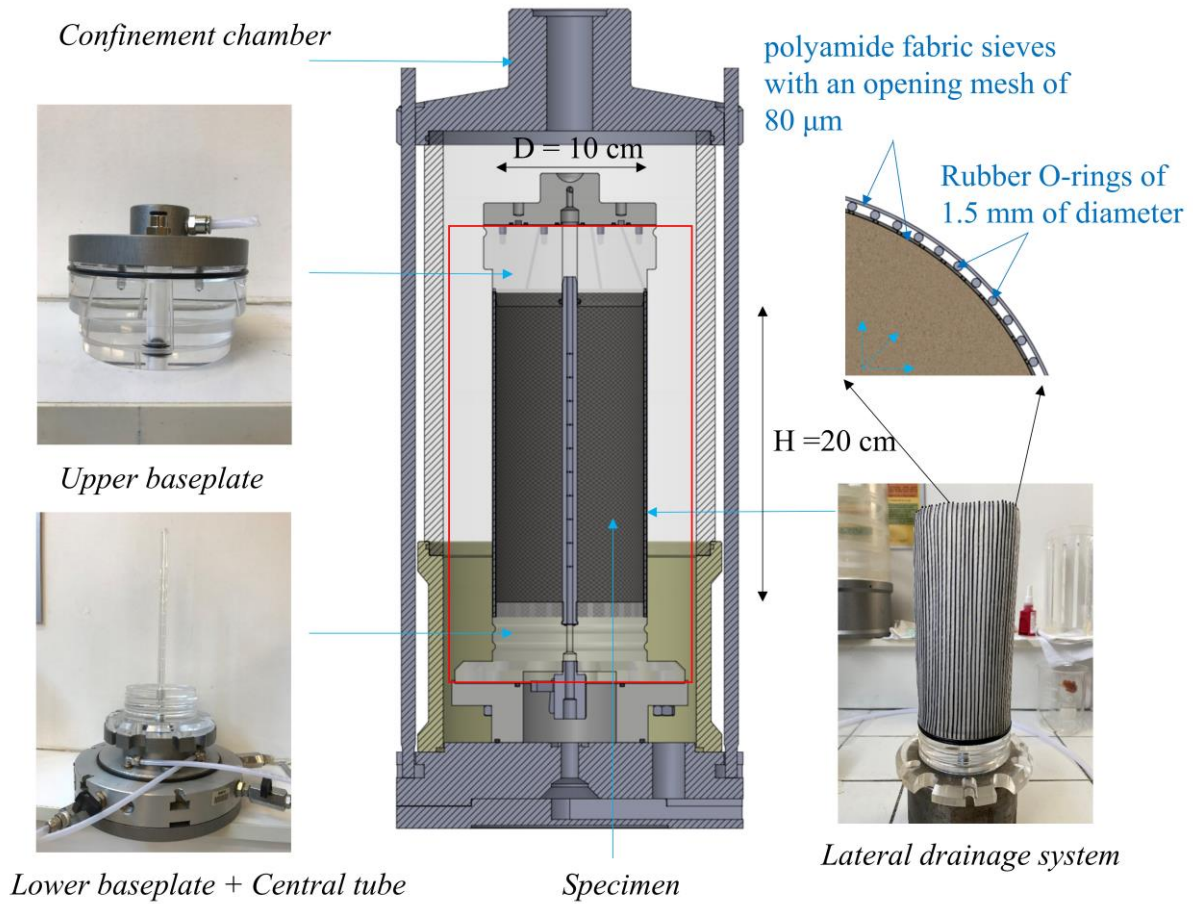 Confinement chamber
polyamide fabric sieves
with an opening mesh of
80 μm
D = 10 cm
Rubber O-rings of
1.5 mm of diameter
H =20 cm
Upper baseplate
Lateral drainage system
Lower baseplate + Central tube
Specimen